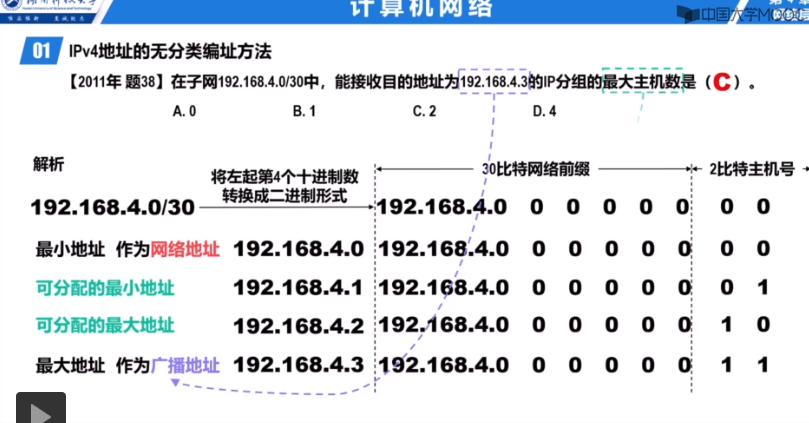 计算机网络
中国大学MOOC
01 IPv4地址的无分类编址方法
【2011年 题38】在子网192.168.4.0/30中，能接收目的地址为192.168.4.3的IP分组的最大主机数是（C）。
A. 0 B. 1 C. 2 D. 4
解析
将左起第4个十进制数
转换成二进制形式
30比特网络前缀
2比特主机号
192.168.4.0/30 192.168.4.0 0 0 0 0 0 0 0
最小地址 作为网络地址 192.168.4.0 192.168.4.0 0 0 0 0 0 0 0
可分配的最小地址 192.168.4.1 192.168.4.0 0 0 0 0 0 0 1
可分配的最大地址 192.168.4.2 192.168.4.0 0 0 0 0 0 1 0
最大地址 作为广播地址 192.168.4.3 192.168.4.0 0 0 0 0 0 1 1